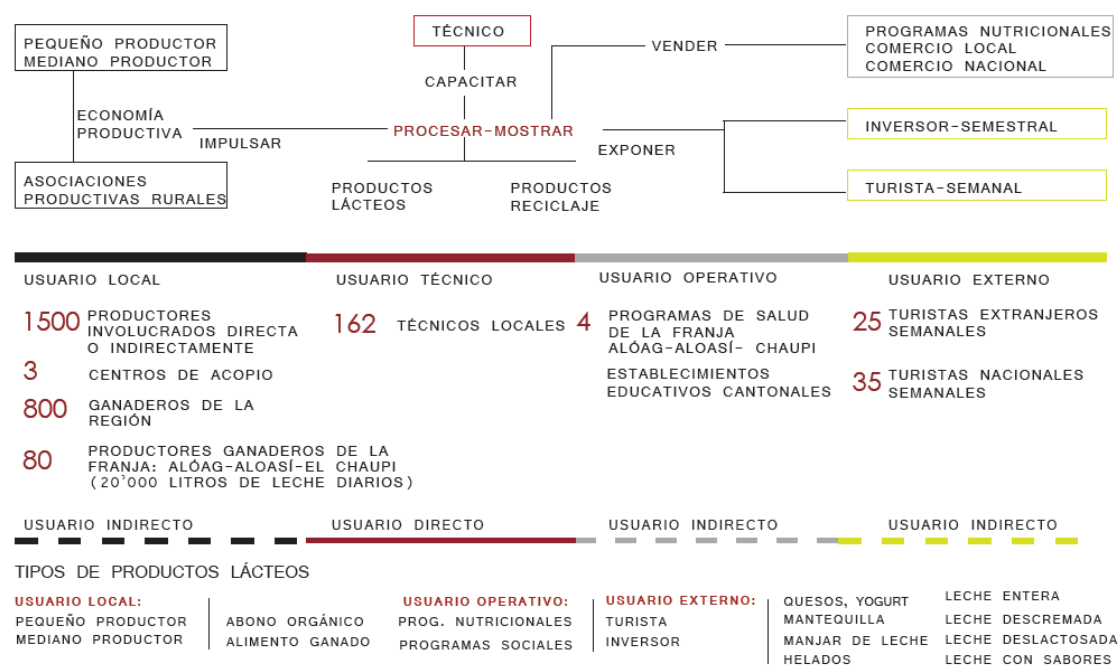 PEQUEÑO PRODUCTOR
MEDIANO PRODUCTOR
TÉCNICO
VENDER
PROGRAMAS NUTRICIONALES
COMERCIO LOCAL
COMERCIO NACIONAL
CAPACITAR
ECONOMÍA
PRODUCTIVA
IMPULSAR
PROCESAR-MOSTRAR
EXPONER
INVERSOR-SEMESTRAL
ASOCIACIONES
PRODUCTIVAS RURALES
PRODUCTOS
LÁCTEOS
PRODUCTOS
RECICLAJE
TURISTA-SEMANAL
USUARIO LOCAL
1500 PRODUCTORES
INVOLUCRADOS DIRECTA
O INDIRECTAMENTE
3 CENTROS DE ACOPIO
800 GANADEROS DE LA
REGIÓN
80 PRODUCTORES GANADEROS DE LA
FRANJA: ALÓAG-ALOASÍ-EL CHAUPI
(20'000 LITROS DE LECHE DIARIOS)
USUARIO TÉCNICO
162 TÉCNICOS LOCALES
USUARIO OPERATIVO
4 PROGRAMAS DE SALUD
DE LA FRANJA
ALÓAG-ALOASÍ- CHAUPI
ESTABLECIMIENTOS
EDUCATIVOS CANTONALES
USUARIO EXTERNO
25 TURISTAS EXTRANJEROS
SEMANALES
35 TURISTAS NACIONALES
SEMANALES
USUARIO INDIRECTO
USUARIO DIRECTO
USUARIO INDIRECTO
USUARIO INDIRECTO
TIPOS DE PRODUCTOS LÁCTEOS
USUARIO LOCAL:
PEQUEÑO PRODUCTOR
MEDIANO PRODUCTOR
ABONO ORGÁNICO
ALIMENTO GANADO
USUARIO OPERATIVO:
PROG. NUTRICIONALES
PROGRAMAS SOCIALES
USUARIO EXTERNO:
TURISTA
INVERSOR
QUESOS, YOGURT
MANTEQUILLA
MANJAR DE LECHE
HELADOS
LECHE ENTERA
LECHE DESCREMADA
LECHE DESLACTOSADA
LECHE CON SABORES